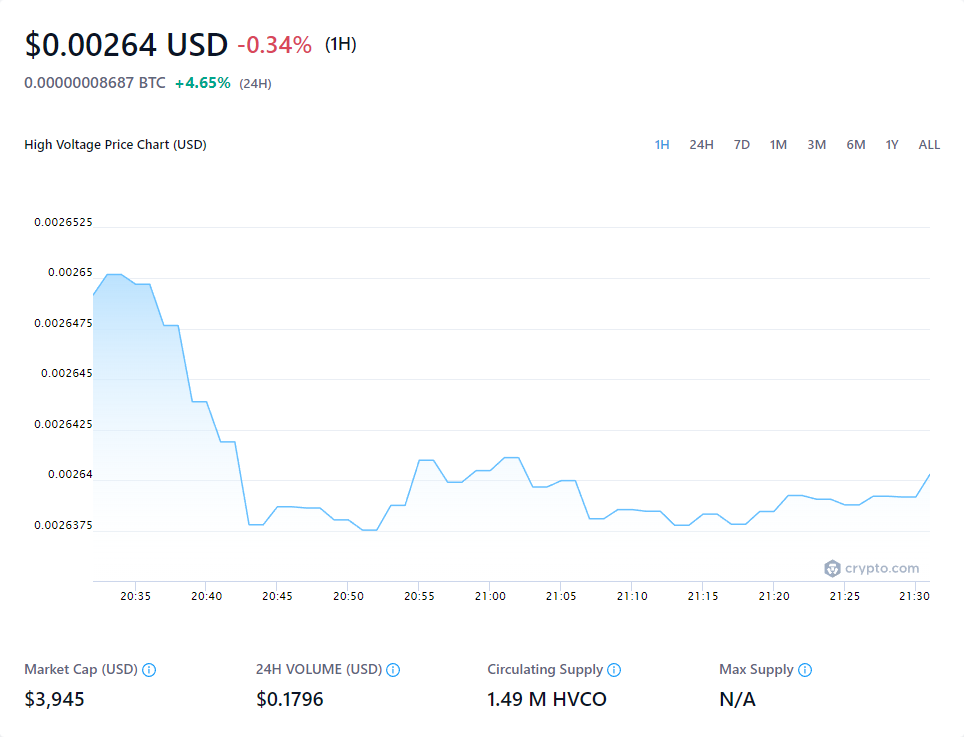 $0.00264 USD -0.34% (1H)
0.00000008687 BTC +4.65% (24H)
High Voltage Price Chart (USD) 1H 24H 7D 1M 3M 6M 1Y ALL
0.0026525
0.00265
0.0026475
0.002645
0.0026425
0.00264
0.0026375
crypto.com
20:35 20:40 20:45 20:50 20:55 21:00 21:05 21:10 21:15 21:20 21:25 21:30
Market Cap (USD) 24H VOLUME (USD) Circulating Supply Max Supply
$3,945 $0.1796 1.49 M HVCO N/A